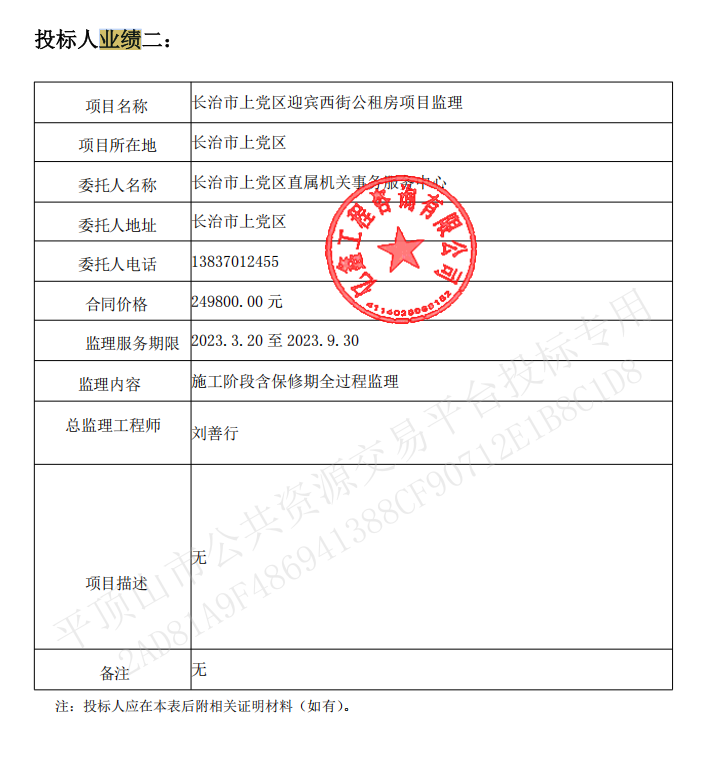 投标人业绩二：
项目名称 长治市上党区迎宾西街公租房项目监理
项目所在地 长治市上党区
委托人名称 长治市上党区直属机关事务服务中心
委托人地址 长治市上党区
委托人电话 13837012455
合同价格 249800.00 元
监理服务期限 2023.3.20 至 2023.9.30
监理内容 施工阶段含保修期全过程监理
总监理工程师 刘善行
项目描述 无
备注 无
注：投标人应在本表后附相关证明材料（如有）。
亿鑫工程咨询有限公司
平顶山市公共资源交易平台投标专用
2AD8iA9F486941388CF90712E1B8C1D8